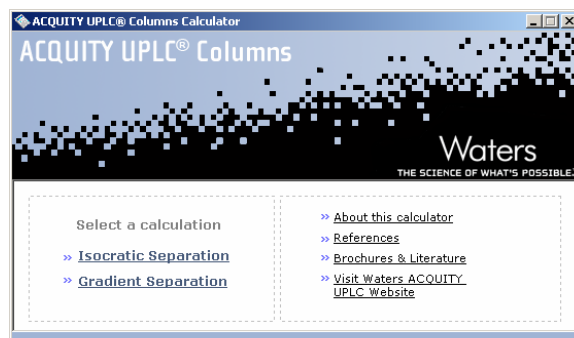 ACQUITY UPLC® Columns Calculator
ACQUITY UPLC® Columns
Waters
THE SCIENCE OF WHAT'S POSSIBLE.
Select a calculation
» Isocratic Separation
» Gradient Separation
» About this calculator
» References
» Brochures & Literature
» Visit Waters ACQUITY
UPLC Website